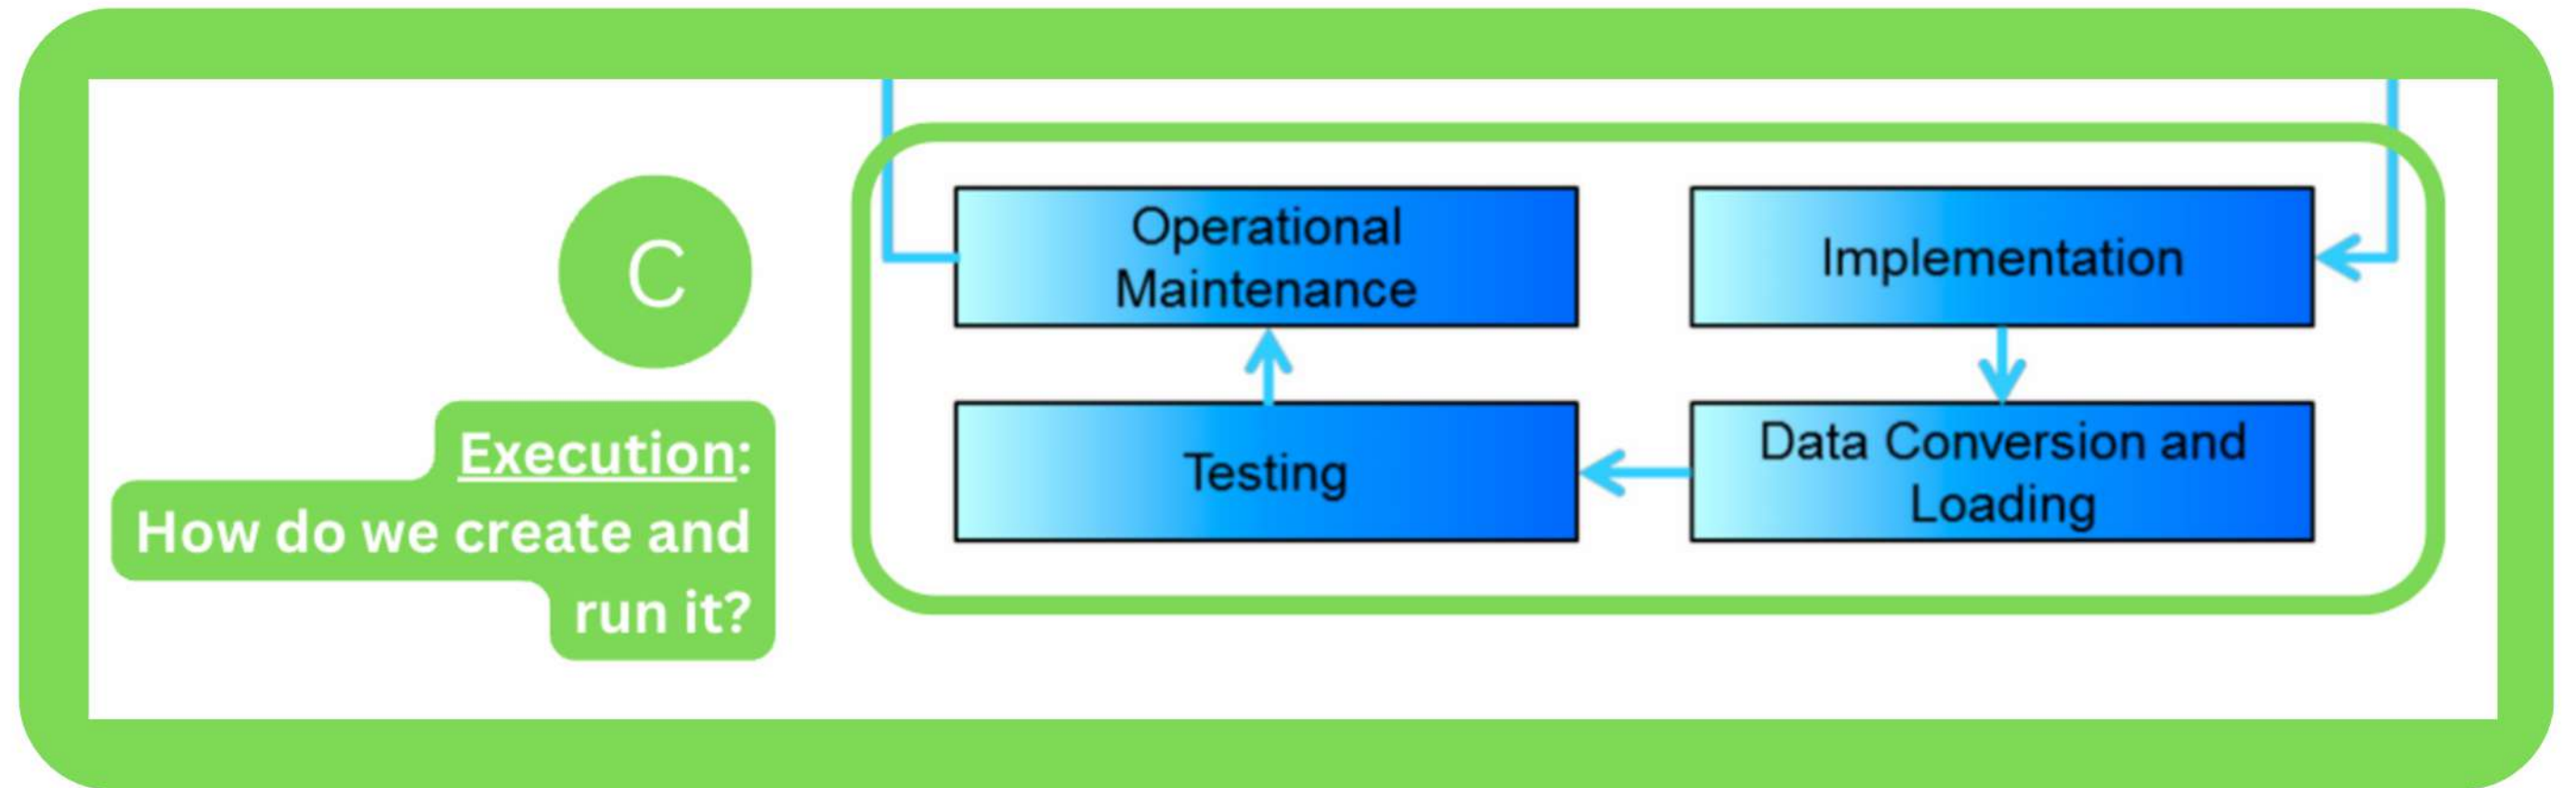 C
Execution:
How do we create and
run it?
Operational
Maintenance
Implementation
Testing
Data Conversion and
Loading